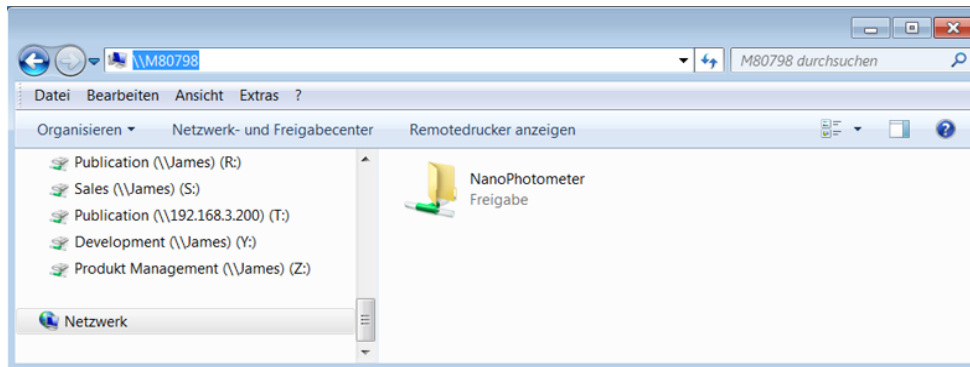 \\M80798
M80798 durchsuchen
Datei Bearbeiten Ansicht Extras ?
Organisieren Netzwerk- und Freigabecenter Remotedrucker anzeigen
Publication (\\James) (R:)
Sales (\\James) (S:)
Publication (\\192.168.3.200) (T:)
Development (\\James) (Y:)
Produkt Management (\\James) (Z:)
Netzwerk
NanoPhotometer
Freigabe